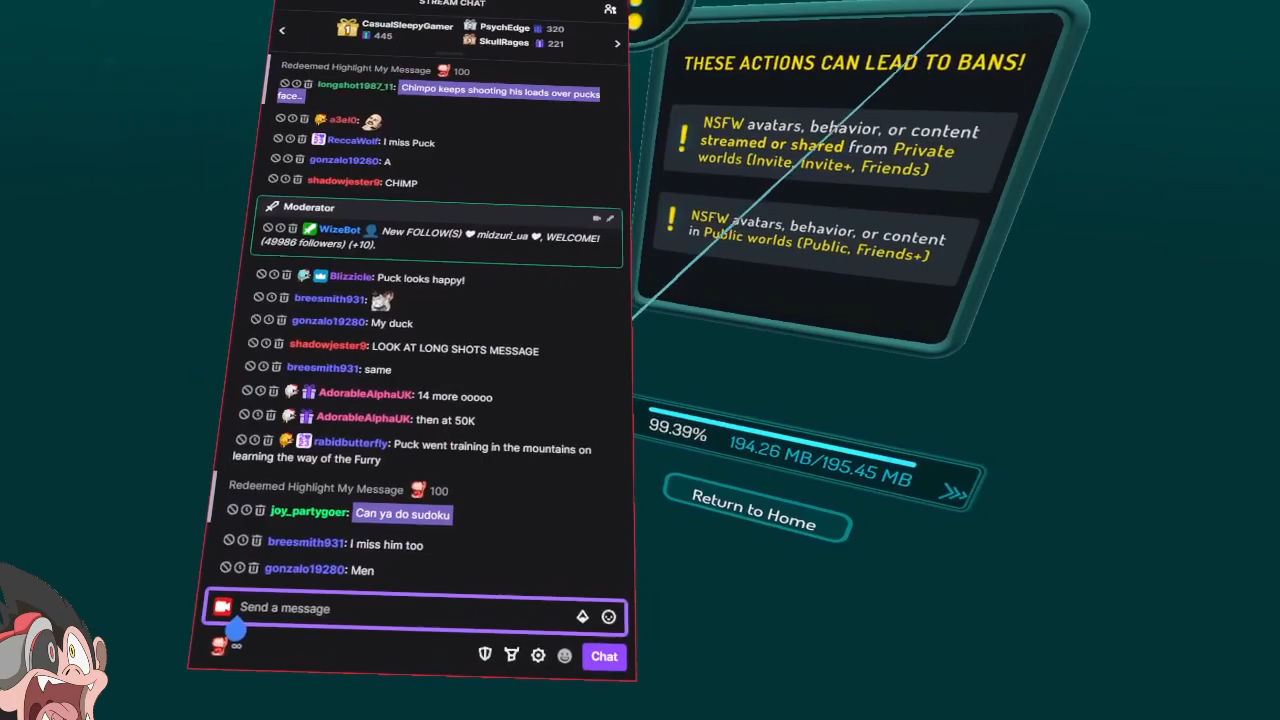 STREAM CHAT
CasualSleepyGamer
445
PsychEdge 320
SkullRages 221
Redeemed Highlight My Message 100
longshot1987_11: Chimpo keeps shooting his loads over pucks
face..
a3el0:
ReccaWolf: I miss Puck
gonzalo19280: A
shadowjester9: CHIMP
Moderator
WizeBot New FOLLOW(S) ❤ midzuri_ua ❤, WELCOME!
(49986 followers) (+10).
Blizzicle: Puck looks happy!
breesmith931:
gonzalo19280: My duck
shadowjester9: LOOK AT LONG SHOTS MESSAGE
breesmith931: same
AdorableAlphaUK: 14 more ooooo
AdorableAlphaUK: then at 50K
rabidbutterfly: Puck went training in the mountains on
learning the way of the Furry
Redeemed Highlight My Message 100
joy_partygoer: Can ya do sudoku
breesmith931: I miss him too
gonzalo19280: Men
Send a message
∞
Chat
THESE ACTIONS CAN LEAD TO BANS!
! NSFW avatars, behavior, or content
streamed or shared from Private
worlds (Invite, Invite+, Friends)
! NSFW avatars, behavior, or content
in Public worlds (Public, Friends+)
99.39% 194.26 MB/195.45 MB
Return to Home